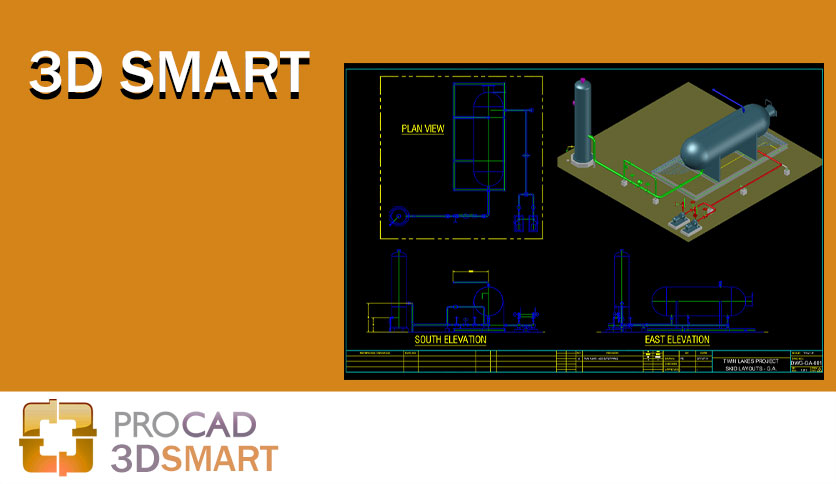 3D SMART
PLAN VIEW
SOUTH ELEVATION
EAST ELEVATION
TWIN LAKES PROJECT
SKID LAYOUTS - G.A.
DWG-GA-001
PROCAD
3DSMART